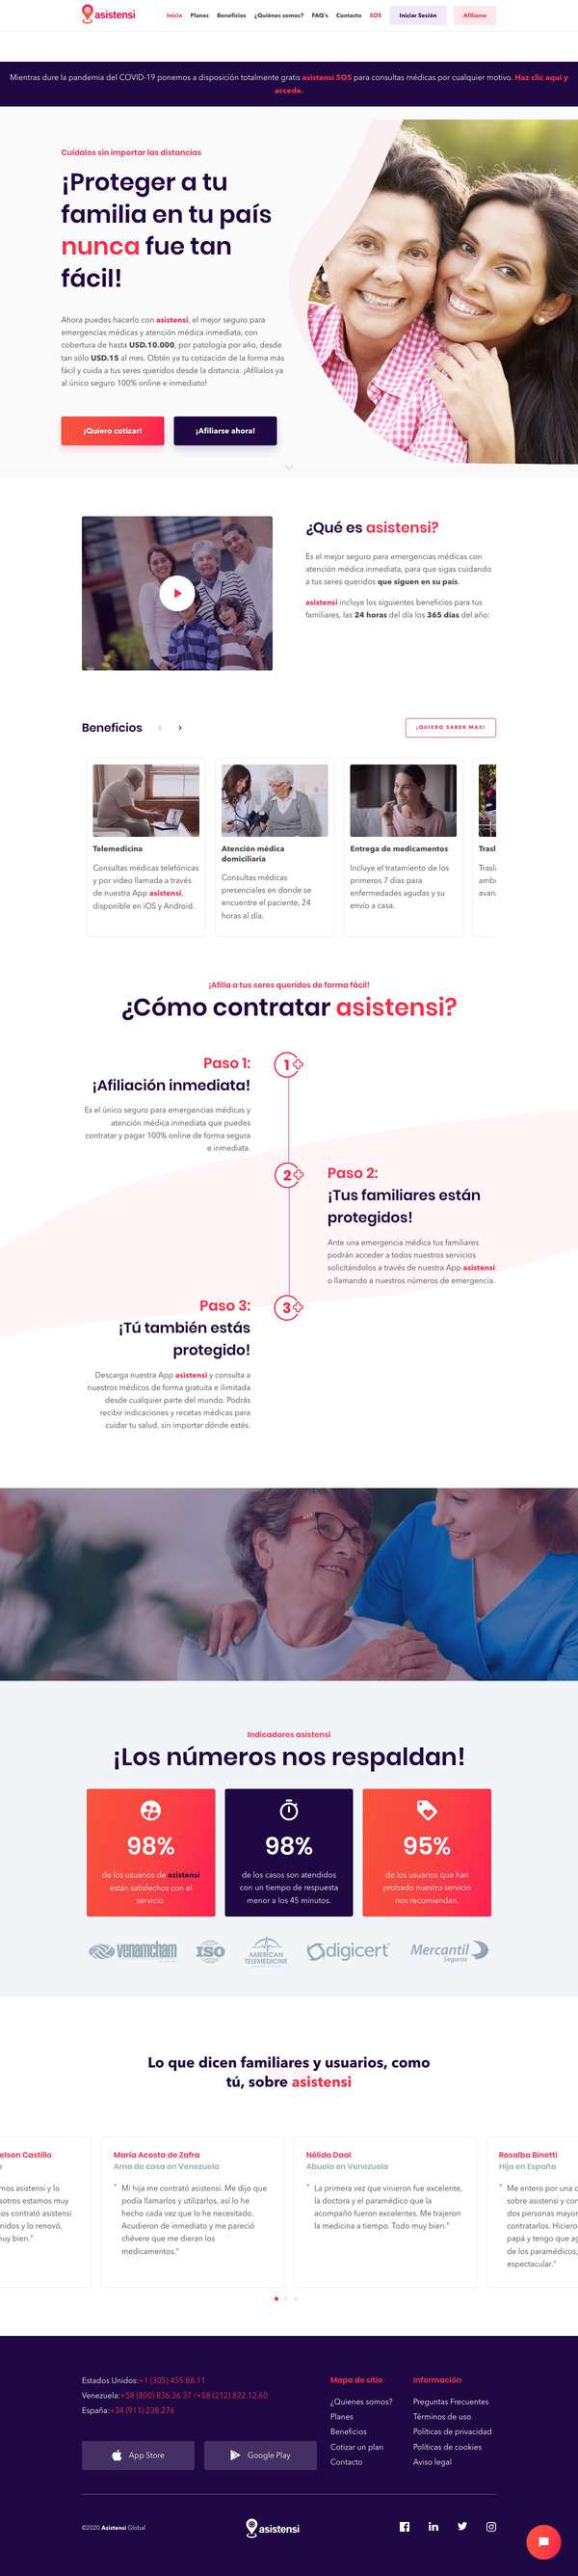 asistensi
Inicio Planes Beneficios ¿Quiénes somos? FAQ's Contacto SOS Iniciar Sesión Afiliarse
Mientras dure la pandemia del COVID-19 ponemos a disposición totalmente gratis asistensi SOS para consultas médicas por cualquier motivo. Haz clic aquí y
acceda.
Cuídalos sin importar las distancias
¡Proteger a tu
familia en tu país
nunca fue tan
fácil!
Ahora puedes hacerlo con asistensi, el mejor seguro para
emergencias médicas y atención médica inmediata, con
cobertura de hasta USD.10.000, por patología por año, desde
tan sólo USD.15 al mes. Obtén ya tu cotización de la forma más
fácil y cuida a tus seres queridos desde la distancia. ¡Afilialos ya
al único seguro 100% online e inmediato!
¡Quiero cotizar! ¡Afiliarse ahora!
¿Qué es asistensi?
Es el mejor seguro para emergencias médicas con
atención médica inmediata, para que sigas cuidando
a tus seres queridos que siguen en su país.
asistensi incluye los siguientes beneficios para tus
familiares, las 24 horas del día los 365 días del año:
Beneficios
¡QUIERO SABER MÁS!
Telemedicina
Consultas médicas telefónicas
y por video llamada a través
de nuestra App asistensi,
disponible en iOS y Android.
Atención médica
domiciliaria
Consultas médicas
presenciales en donde se
encuentre el paciente, 24
horas al día.
Entrega de medicamentos
Incluye el tratamiento de los
primeros 7 días para
enfermedades agudas y su
envío a casa.
Trasl
Trasla
ambu
avanz
¡Afilia a tus seres queridos de forma fácil!
¿Cómo contratar asistensi?
Paso 1:
¡Afiliación inmediata!
Es el único seguro para emergencias médicas y
atención médica inmediata que puedes
contratar y pagar 100% online de forma segura
e inmediata.
1
2
Paso 2:
¡Tus familiares están
protegidos!
Ante una emergencia médica tus familiares
podrán acceder a todos nuestros servicios
solicitándolos a través de nuestra App asistensi
o llamando a nuestros números de emergencia.
3
Paso 3:
¡Tú también estás
protegido!
Descarga nuestra App asistensi y consulta a
nuestros médicos de forma gratuita e ilimitada
desde cualquier parte del mundo. Podrás
recibir indicaciones y recetas médicas para
cuidar tu salud, sin importar dónde estés.
Indicadores asistensi
¡Los números nos respaldan!
98%
de los usuarios de asistensi
están satisfechos con el
servicio.
98%
de los casos son atendidos
con un tiempo de respuesta
menor a los 45 minutos.
95%
de los usuarios que han
probado nuestro servicio
nos recomiendan.
venamcham ISO AMERICAN TELEMEDICINE digicert Mercantil Seguros
Lo que dicen familiares y usuarios, como
tú, sobre asistensi
elson Castillo
mos asistensi y lo
sotros estamos muy
os contrató asistensi
nidos y lo renovó,
uy bien."
María Acosta de Zafra
Ama de casa en Venezuela
" Mi hija me contrató asistensi. Me dijo que
podía llamarlos y utilizarlos, así lo he
hecho cada vez que lo he necesitado.
Acudieron de inmediato y me pareció
chévere que me dieran los
medicamentos."
Nélida Daal
Abuela en Venezuela
" La primera vez que vinieron fue excelente,
la doctora y el paramédico que la
acompañó fueron excelentes. Me trajeron
la medicina a tiempo. Todo muy bien."
Rosalba Binetti
Hija en España
" Me entero por una c
sobre asistensi y cor
dos personas mayor
contratarlos. Hiciero
papá y tengo que ag
de los paramédicos,
espectacular."
Estados Unidos:+1 (305) 455.88.11
Venezuela:+58 (800) 836.36.37 /+58 (212) 822.12.60
España:+34 (911) 238.276
App Store Google Play
Mapa de sitio
¿Quienes somos?
Planes
Beneficios
Cotizar un plan
Contacto
Información
Preguntas Frecuentes
Términos de uso
Políticas de privacidad
Políticas de cookies
Aviso legal
©2020 Asistensi Global
asistensi